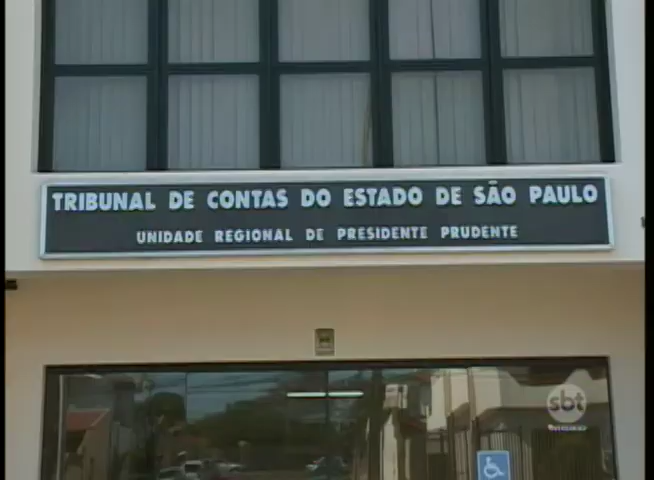 TRIBUNAL DE CONTAS DO ESTADO DE SÃO PAULO
UNIDADE REGIONAL DE PRESIDENTE PRUDENTE
sbt